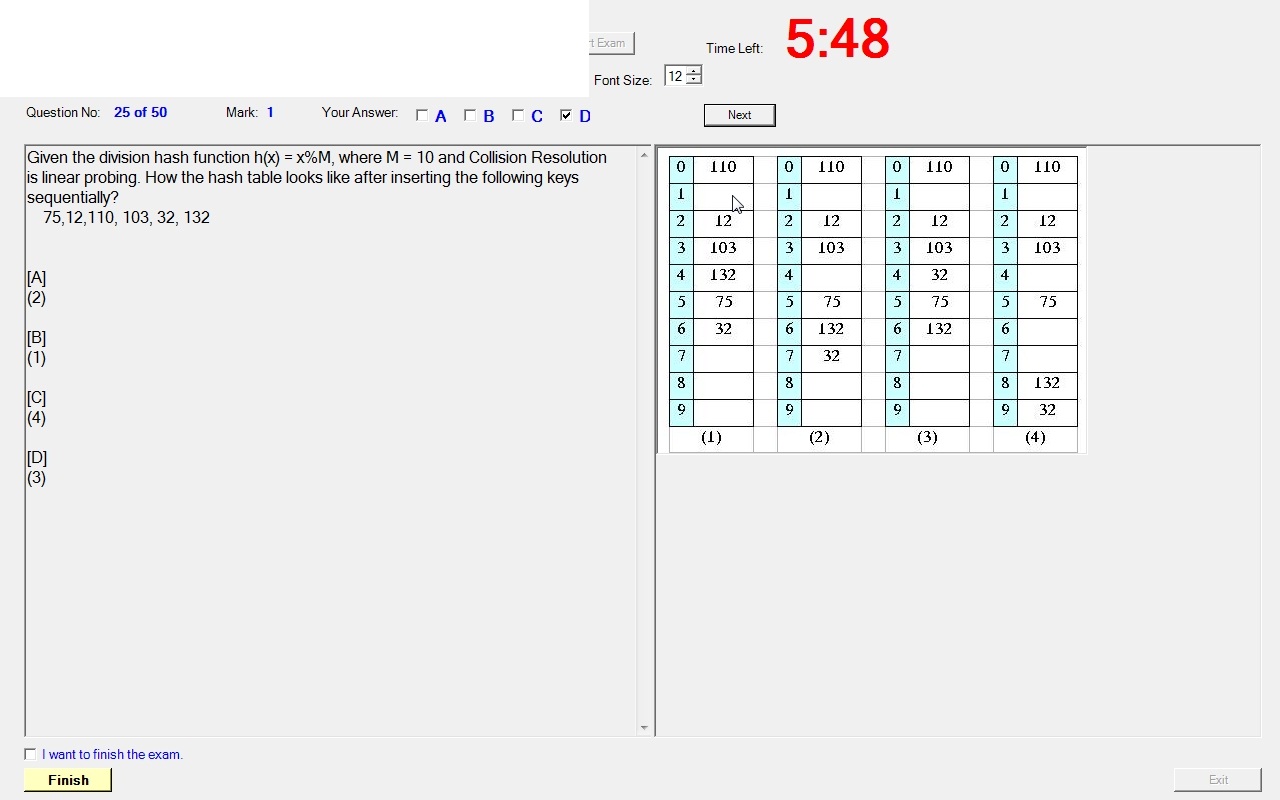 t Exam
Time Left: 5:48
Font Size: 12
Question No: 25 of 50 Mark: 1 Your Answer: A B C D Next
Given the division hash function h(x) = x%M, where M = 10 and Collision Resolution
is linear probing. How the hash table looks like after inserting the following keys
sequentially?
75,12,110, 103, 32, 132
[A]
(2)
[B]
(1)
[C]
(4)
[D]
(3)
0 110 0 110 0 110 0 110
1 1 1 1
2 12 2 12 2 12 2 12
3 103 3 103 3 103 3 103
4 132 4 4 32 4
5 75 5 75 5 75 5 75
6 32 6 132 6 132 6
7 7 32 7 7
8 8 8 8 132
9 9 9 9 32
(1) (2) (3) (4)
I want to finish the exam.
Finish Exit